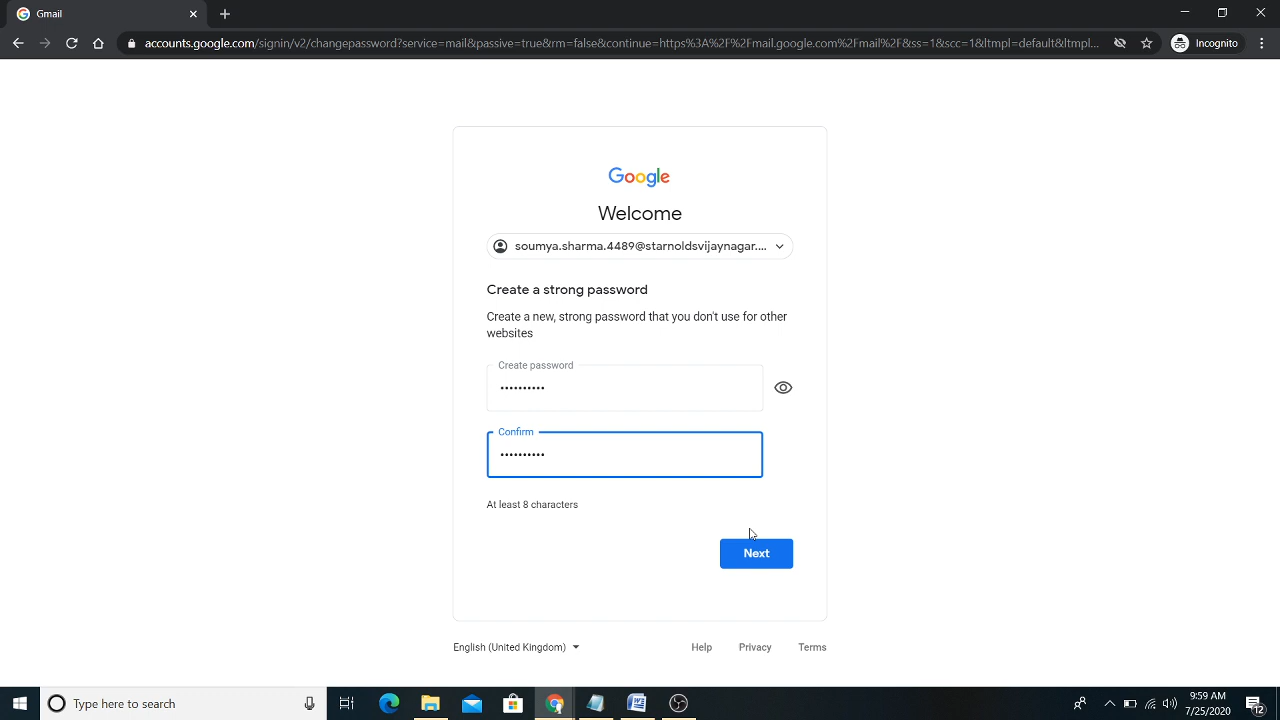 Gmail
accounts.google.com/signin/v2/changepassword?service=mail&passive=true&rm=false&continue=https%3A%2F%2Fmail.google.com%2Fmail%2F&ss=1&scc=1&ltmpl=default&ltmpl...
Incognito
Google
Welcome
soumya.sharma.4489@starnoldsvijaynagar....
Create a strong password
Create a new, strong password that you don't use for other
websites
Create password
••••••••••
Confirm
••••••••••
At least 8 characters
Next
English (United Kingdom)
Help Privacy Terms
Type here to search
9:59 AM
7/25/2020
12